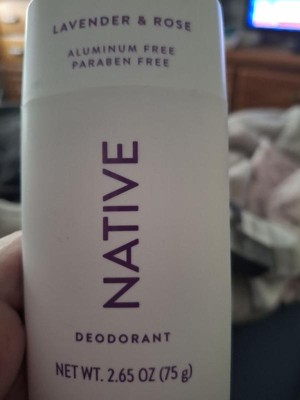 LAVENDER & ROSE
ALUMINUM FREE
PARABEN FREE
NATIVE
DEODORANT
NET WT. 2.65 OZ (75 g)